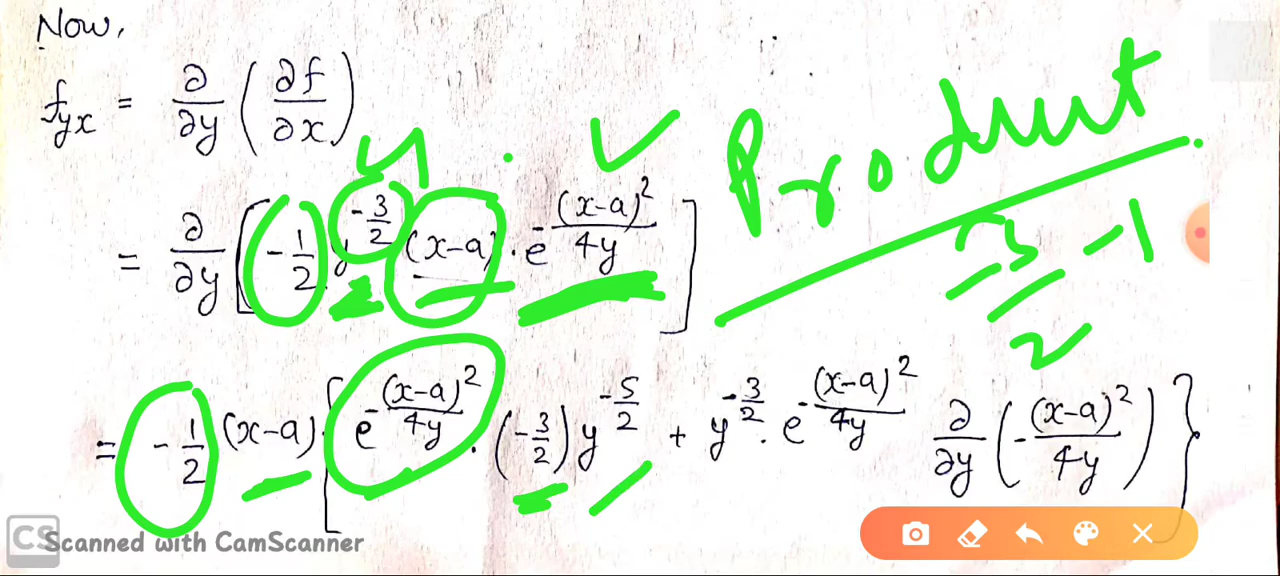 Now,
f_yx = ∂/∂y (∂f/∂x)
= ∂/∂y [ -1/2 y^(-3/2) (x-a) · e^(-(x-a)²/4y) ]
Product
-3/2 -1
= -1/2 (x-a) · { e^(-(x-a)²/4y) · (-3/2) y^(-5/2) + y^(-3/2) · e^(-(x-a)²/4y) ∂/∂y ( -(x-a)²/4y ) }
CS Scanned with CamScanner